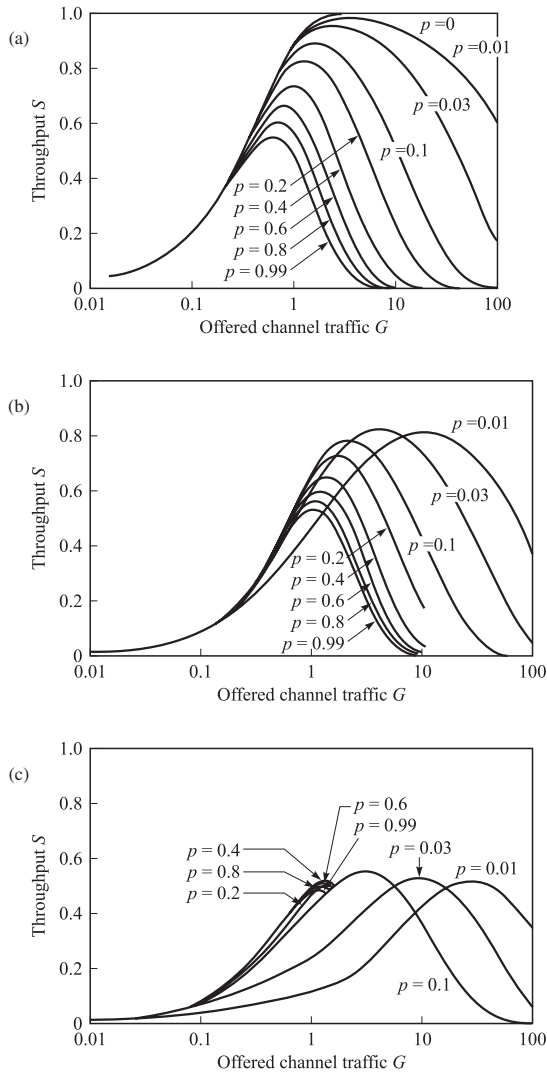 (a)
Throughput S
1.0
0.8
0.6
0.4
0.2
0
p =0
p =0.01
p =0.03
p =0.1
p = 0.2
p = 0.4
p = 0.6
p = 0.8
p = 0.99
0.01
0.1
1
10
100
Offered channel traffic G
(b)
Throughput S
1.0
0.8
0.6
0.4
0.2
0
p =0.01
p =0.03
p =0.1
p = 0.2
p = 0.4
p = 0.6
p = 0.8
p = 0.99
0.01
0.1
1
10
100
Offered channel traffic G
(c)
Throughput S
1.0
0.8
0.6
0.4
0.2
0
p = 0.6
p = 0.99
p = 0.4
p = 0.8
p = 0.2
p = 0.03
p = 0.01
p = 0.1
0.01
0.1
1
10
100
Offered channel traffic G